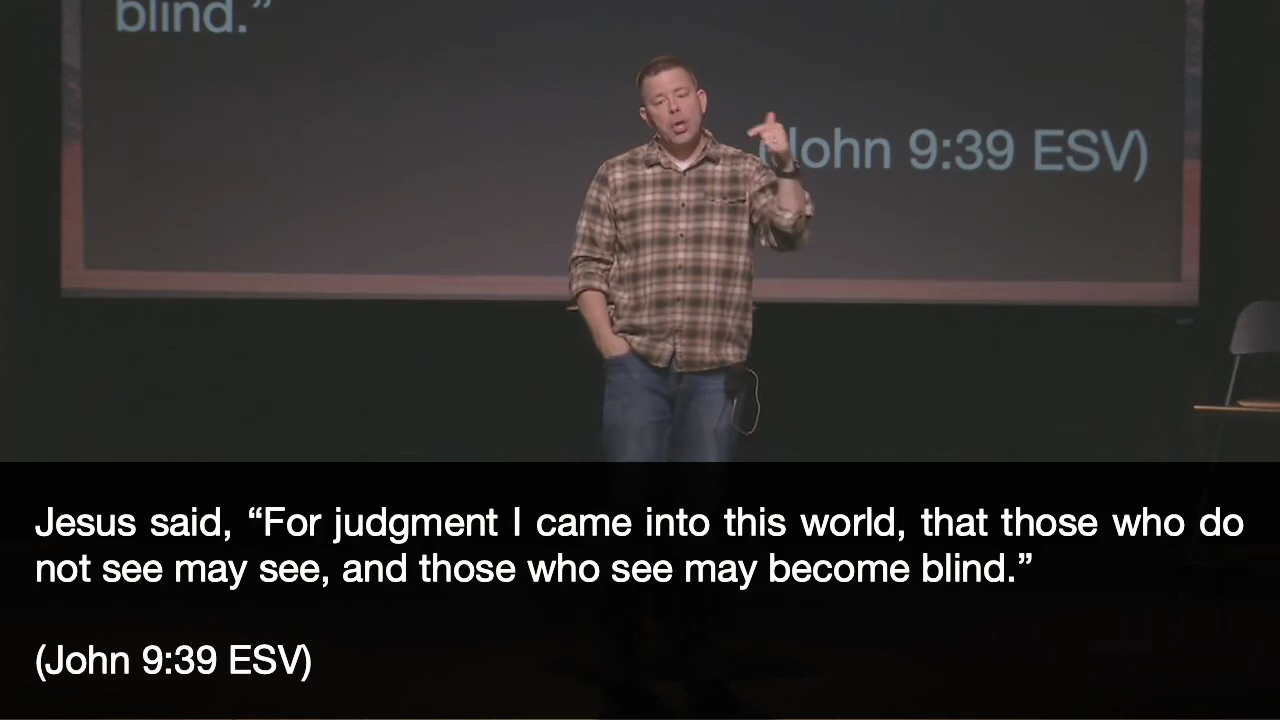 blind.”
(John 9:39 ESV)
Jesus said, “For judgment I came into this world, that those who do
not see may see, and those who see may become blind.”
(John 9:39 ESV)